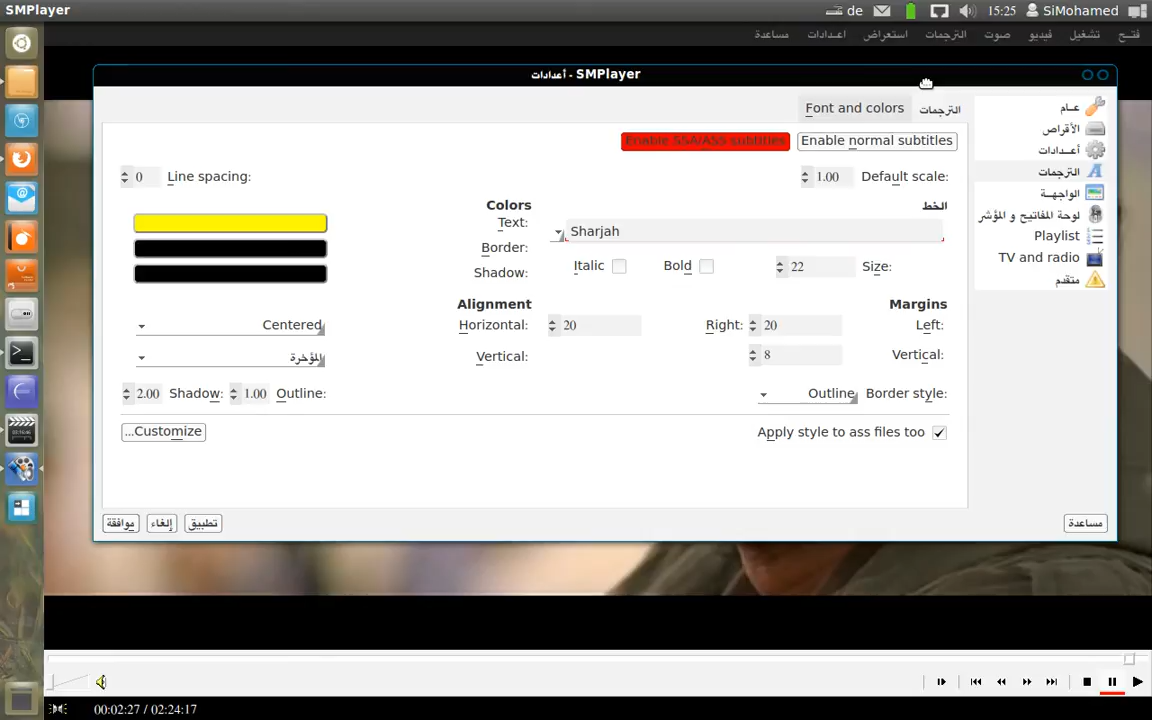 SMPlayer
de
15:25
SiMohamed
فتح تشغيل فيديو صوت الترجمات استعراض اعدادات مساعدة
أعدادات - SMPlayer
الترجمات
Font and colors
عام
الأقراص
أعدادات
الترجمات
الواجهة
لوحة المفاتيح و المؤشر
Playlist
TV and radio
متقدم
Enable SSA/ASS subtitles
Enable normal subtitles
Line spacing: 0
Default scale: 1.00
Colors
الخط
Text:
Sharjah
Border:
Shadow:
Italic
Bold
Size: 22
Alignment
Margins
Horizontal: Centered
Left: 20
Right: 20
Vertical: المؤخرة
Vertical: 8
Shadow: 2.00
Outline: 1.00
Border style: Outline
Customize...
Apply style to ass files too
موافقة
إلغاء
تطبيق
مساعدة
00:02:27 / 02:24:17